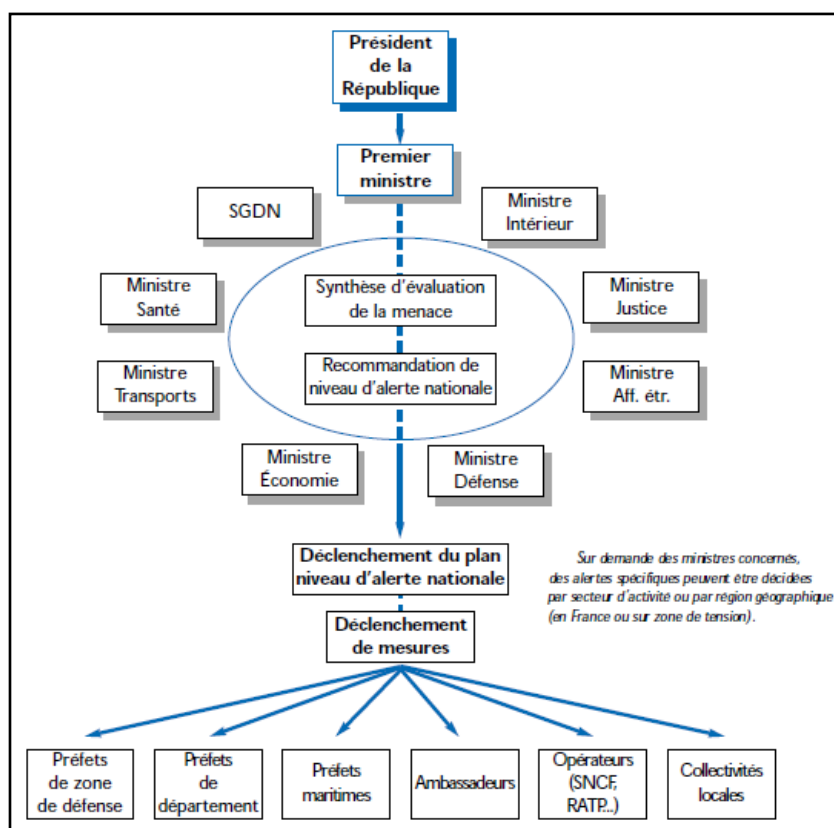 Président
de la
République
Premier
ministre
SGDN
Ministre
Intérieur
Synthèse d'évaluation
de la menace
Ministre
Santé
Ministre
Justice
Recommandation de
niveau d'alerte nationale
Ministre
Transports
Ministre
Aff. étr.
Ministre
Économie
Ministre
Défense
Déclenchement du plan
niveau d'alerte nationale
Sur demande des ministres concernés,
des alertes spécifiques peuvent être décidées
par secteur d'activité ou par région géographique
(en France ou sur zone de tension).
Déclenchement
de mesures
Préfets
de zone
de défense
Préfets
de
département
Préfets
maritimes
Ambassadeurs
Opérateurs
(SNCF,
RATP...)
Collectivités
locales